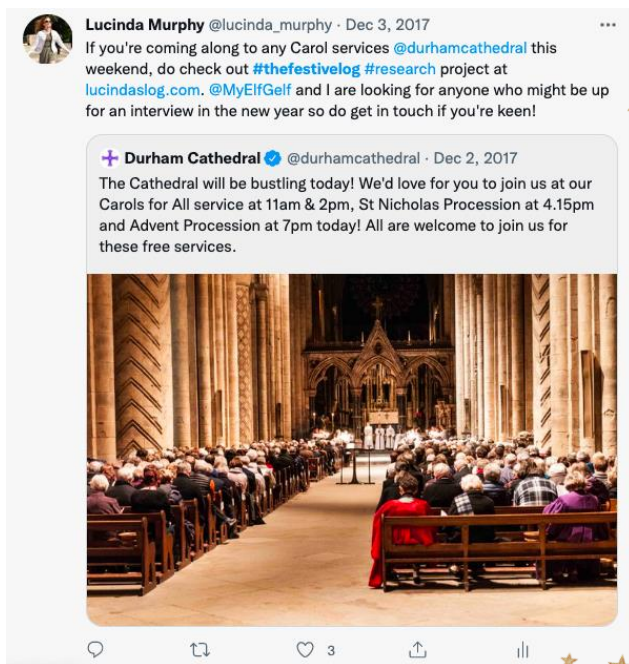 Lucinda Murphy @lucinda_murphy · Dec 3, 2017
If you're coming along to any Carol services @durhamcathedral this
weekend, do check out #thefestivelog #research project at
lucindaslog.com. @MyElfGelf and I are looking for anyone who might be up
for an interview in the new year so do get in touch if you're keen!
Durham Cathedral @durhamcathedral · Dec 2, 2017
The Cathedral will be bustling today! We'd love for you to join us at our
Carols for All service at 11am & 2pm, St Nicholas Procession at 4.15pm
and Advent Procession at 7pm today! All are welcome to join us for
these free services.
3